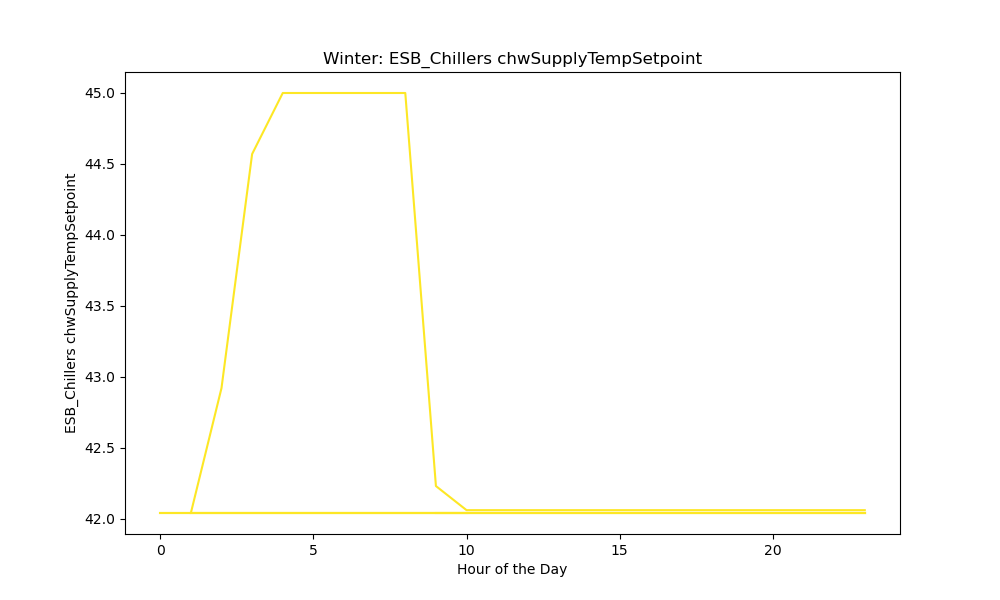 Winter: ESB_Chillers chwSupplyTempSetpoint
ESB_Chillers chwSupplyTempSetpoint
45.0
44.5
44.0
43.5
43.0
42.5
42.0
0 5 10 15 20
Hour of the Day